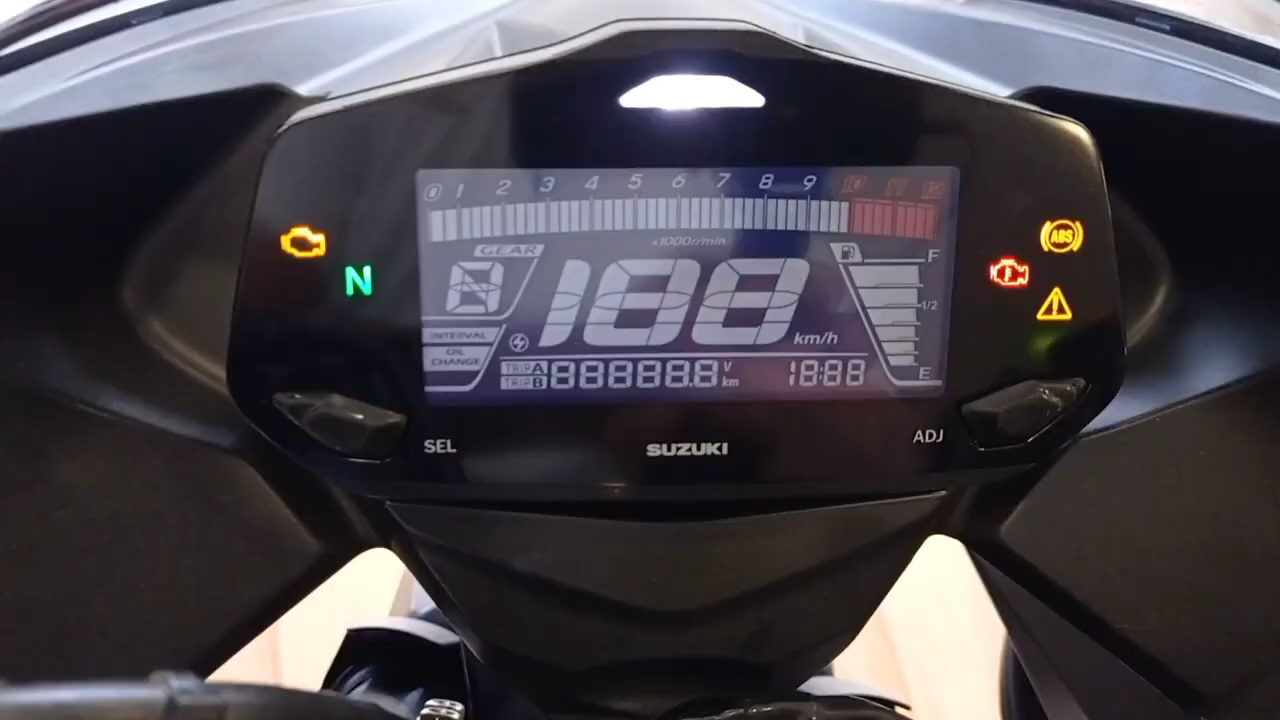 0 1 2 3 4 5 6 7 8 9 10 11 12
x1000r/min
GEAR
8
188
km/h
F
1/2
E
N
ABS
INTERVAL
OIL
CHANGE
TRIP A
TRIP B
888888.8
V
km
18:88
SEL
SUZUKI
ADJ